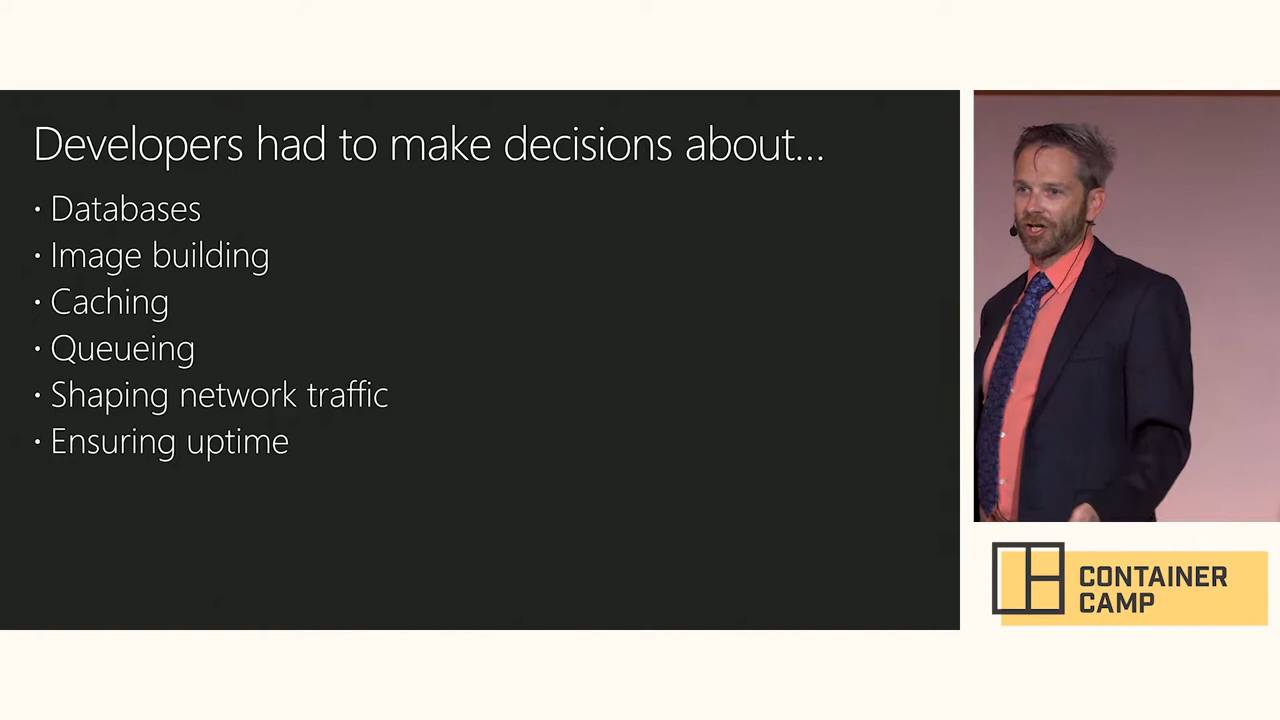 Developers had to make decisions about...
• Databases
• Image building
• Caching
• Queueing
• Shaping network traffic
• Ensuring uptime
CONTAINER
CAMP